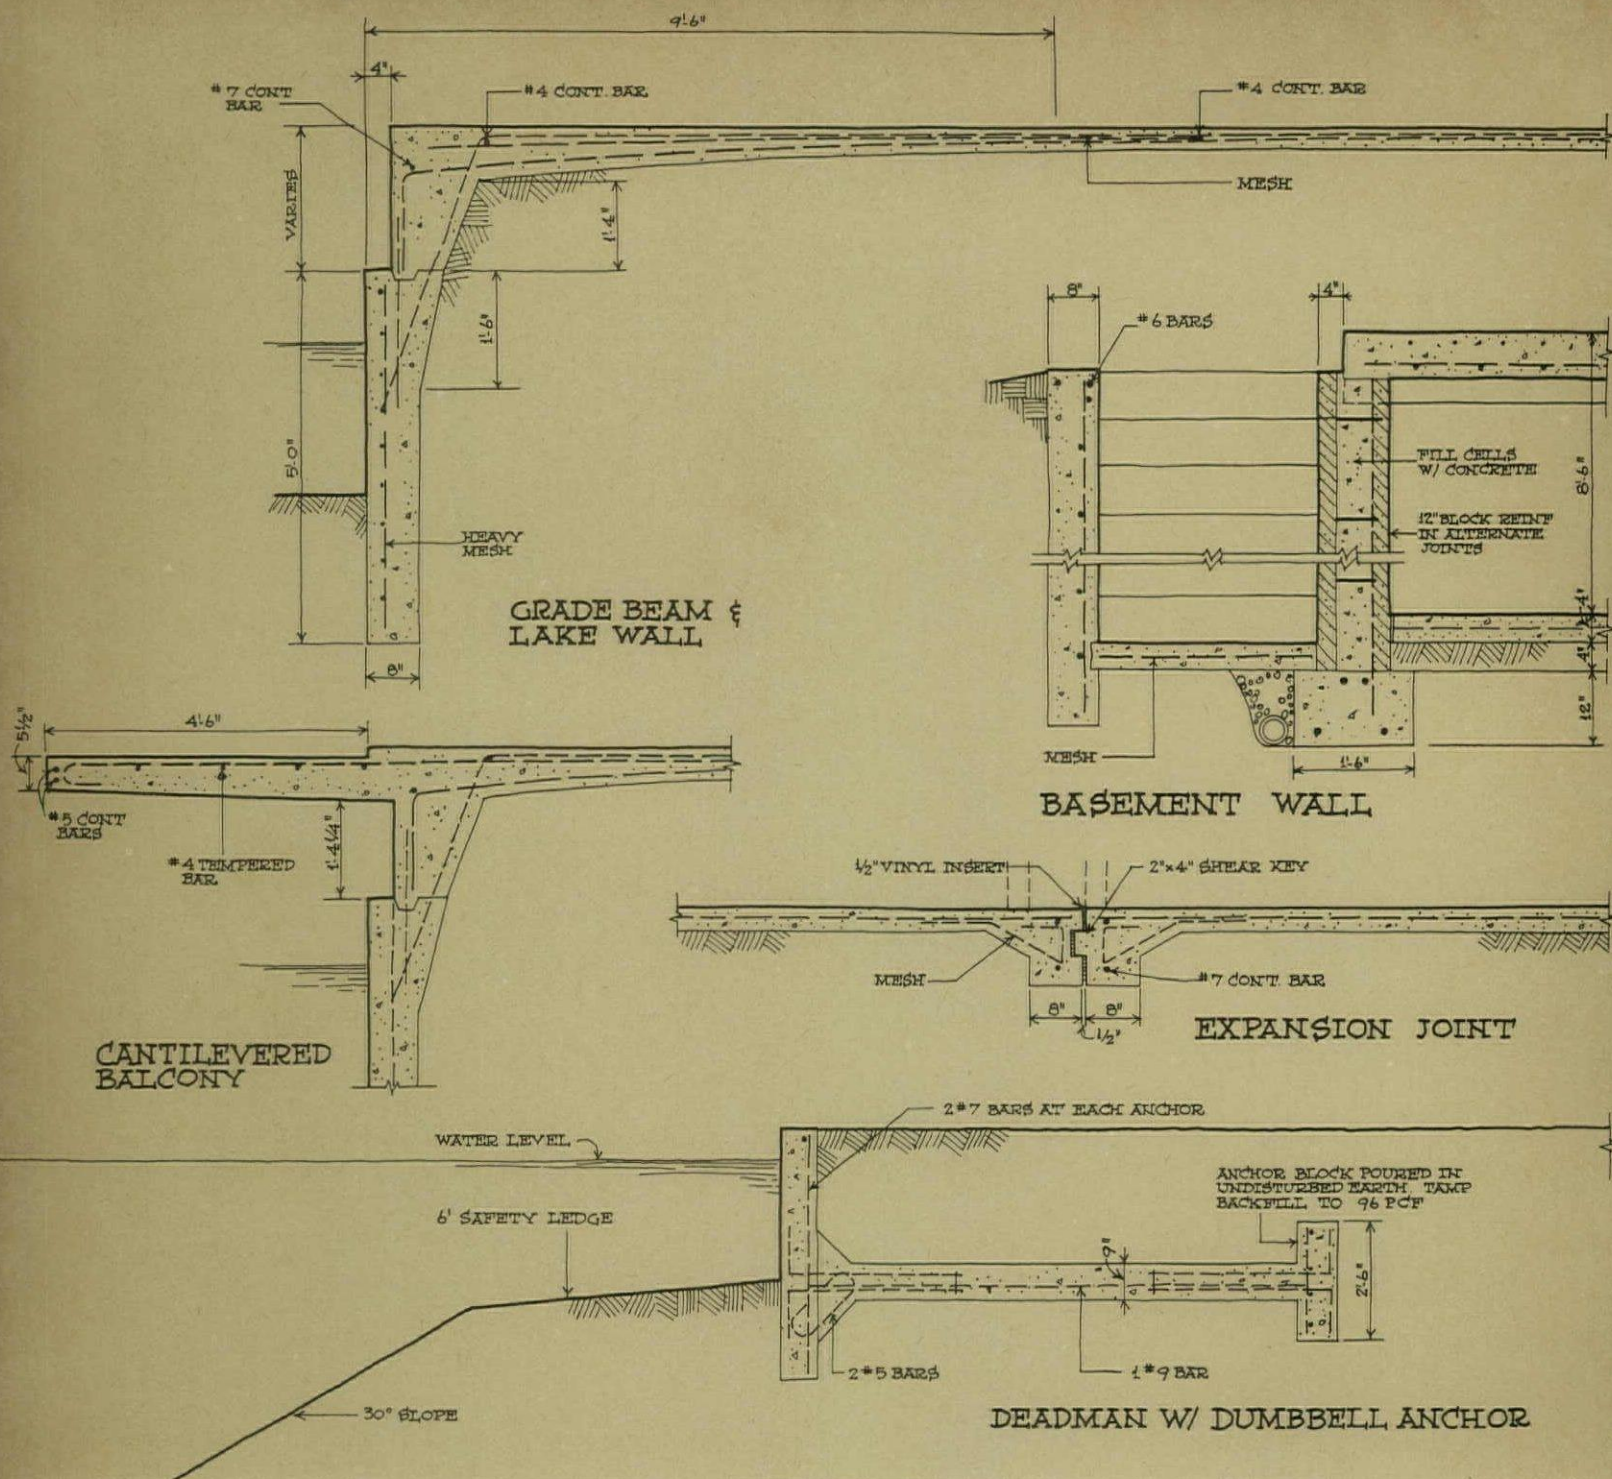 9'-6"
4"
#7 CONT
BAR
#4 CONT. BAR
#4 CONT. BAR
MESH
VARIES
1'-4"
1'-6"
5'-0"
HEAVY
MESH
8"
GRADE BEAM &
LAKE WALL
8"
4"
#6 BARS
FILL CELLS
W/ CONCRETE
12" BLOCK REINF
IN ALTERNATE
JOINTS
8'-6"
4"
4"
12"
MESH
1'-6"
BASEMENT WALL
5½"
4'-6"
#5 CONT
BARS
#4 TEMPERED
BAR
1'-4¼"
CANTILEVERED
BALCONY
½" VINYL INSERT
2"x4" SHEAR KEY
MESH
#7 CONT. BAR
8"
8"
½"
EXPANSION JOINT
2#7 BARS AT EACH ANCHOR
WATER LEVEL
ANCHOR BLOCK POURED IN
UNDISTURBED EARTH. TAMP
BACKFILL TO 96 PCF
6' SAFETY LEDGE
9"
2'-6"
2#5 BARS
1#9 BAR
30° SLOPE
DEADMAN W/ DUMBBELL ANCHOR